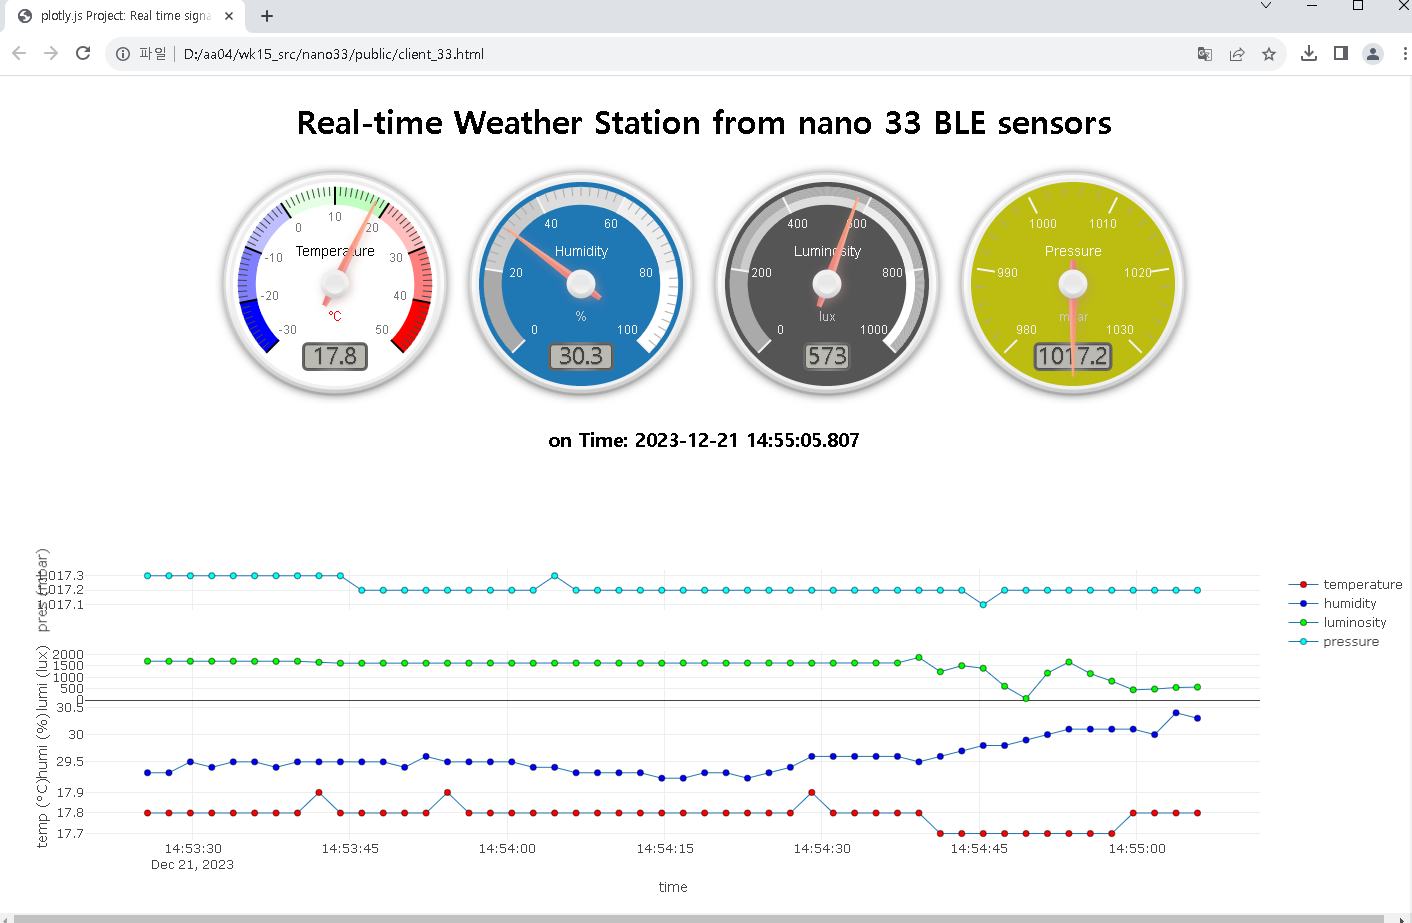 plotly.js Project: Real time signa
파일 D:/aa04/wk15_src/nano33/public/client_33.html
Real-time Weather Station from nano 33 BLE sensors
-30 -20 -10 0 10 20 30 40 50
Temperature
°C
17.8
0 20 40 60 80 100
Humidity
%
30.3
0 200 400 600 800 1000
Luminosity
lux
573
980 990 1000 1010 1020 1030
Pressure
mbar
1017.2
on Time: 2023-12-21 14:55:05.807
pres (mbar)
1017.3
1017.2
1017.1
lumi (lux)
2000
1500
1000
500
0
humi (%)
30.5
30
29.5
temp (°C)
17.9
17.8
17.7
14:53:30 14:53:45 14:54:00 14:54:15 14:54:30 14:54:45 14:55:00
Dec 21, 2023
time
temperature
humidity
luminosity
pressure